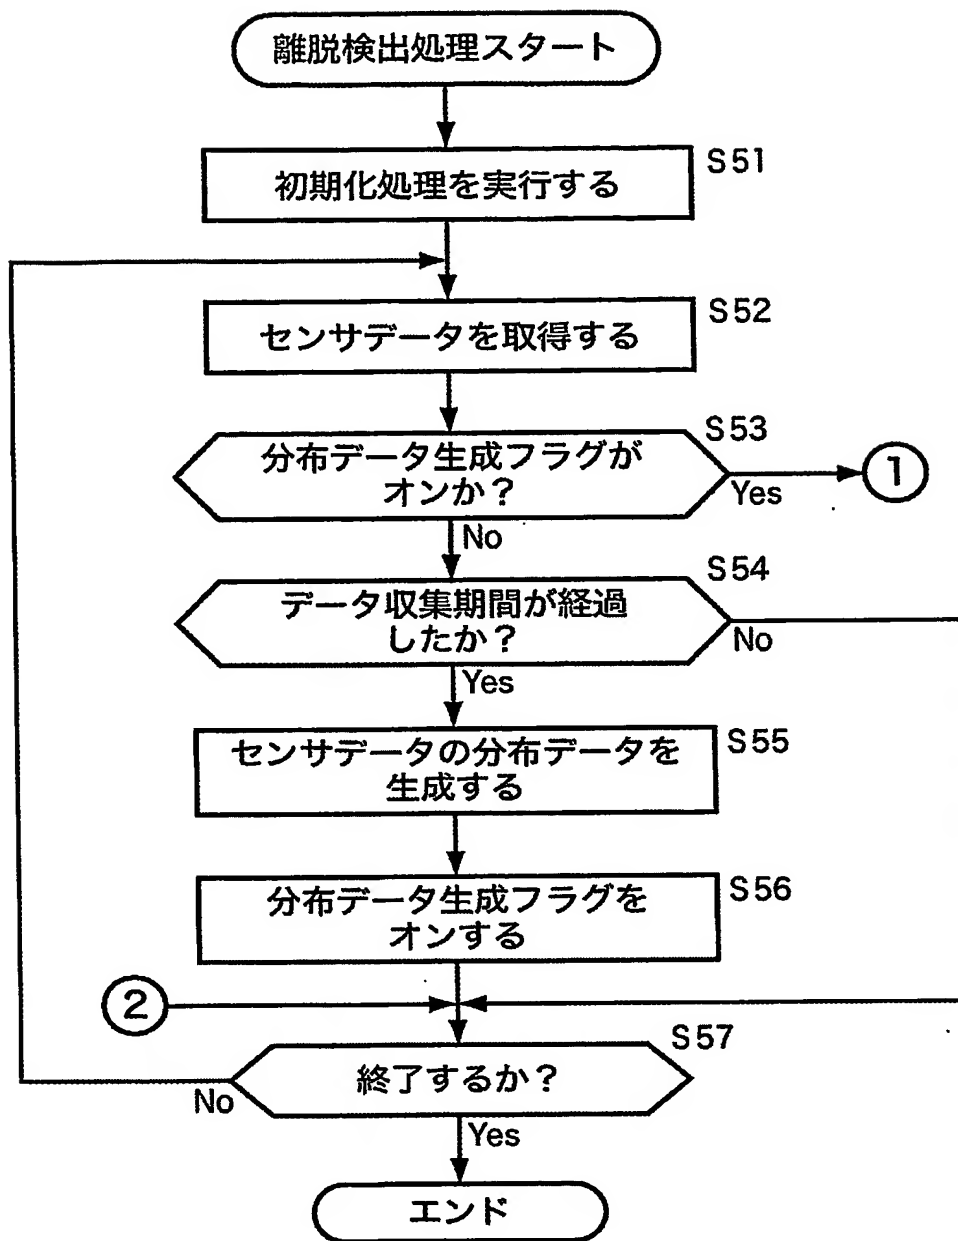 離脱検出処理スタート
S51
初期化処理を実行する
S52
センサデータを取得する
S53
分布データ生成フラグが
オンか？
Yes
1
No
S54
データ収集期間が経過
したか？
No
Yes
S55
センサデータの分布データを
生成する
S56
分布データ生成フラグを
オンする
2
S57
終了するか？
No
Yes
エンド